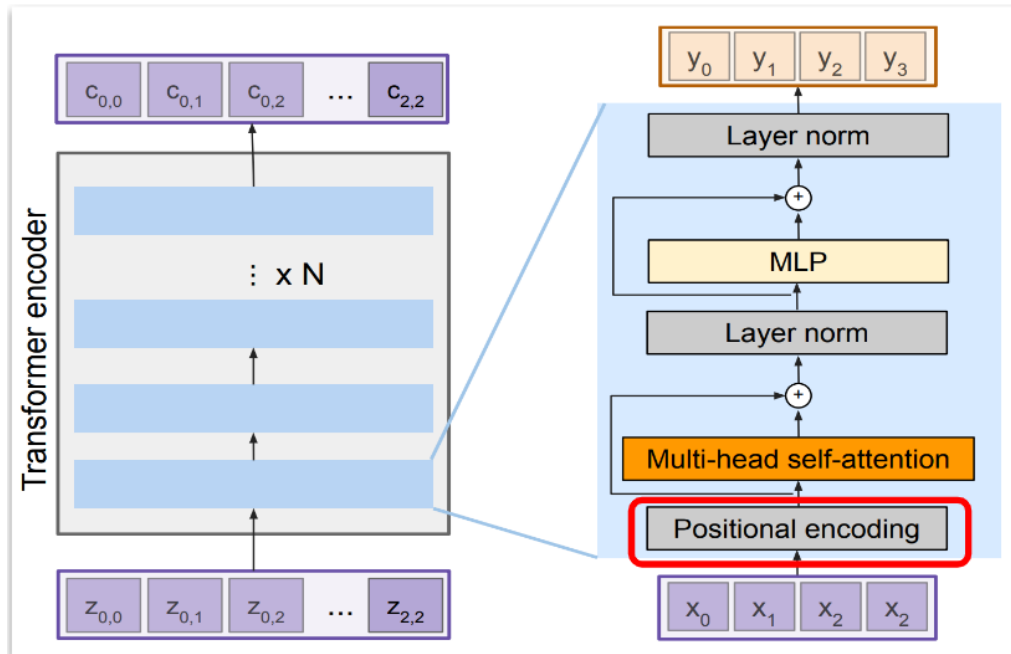 c0,0 c0,1 c0,2 ... c2,2
Transformer encoder
⋮ x N
z0,0 z0,1 z0,2 ... z2,2
y0 y1 y2 y3
Layer norm
+
MLP
Layer norm
+
Multi-head self-attention
Positional encoding
x0 x1 x2 x2